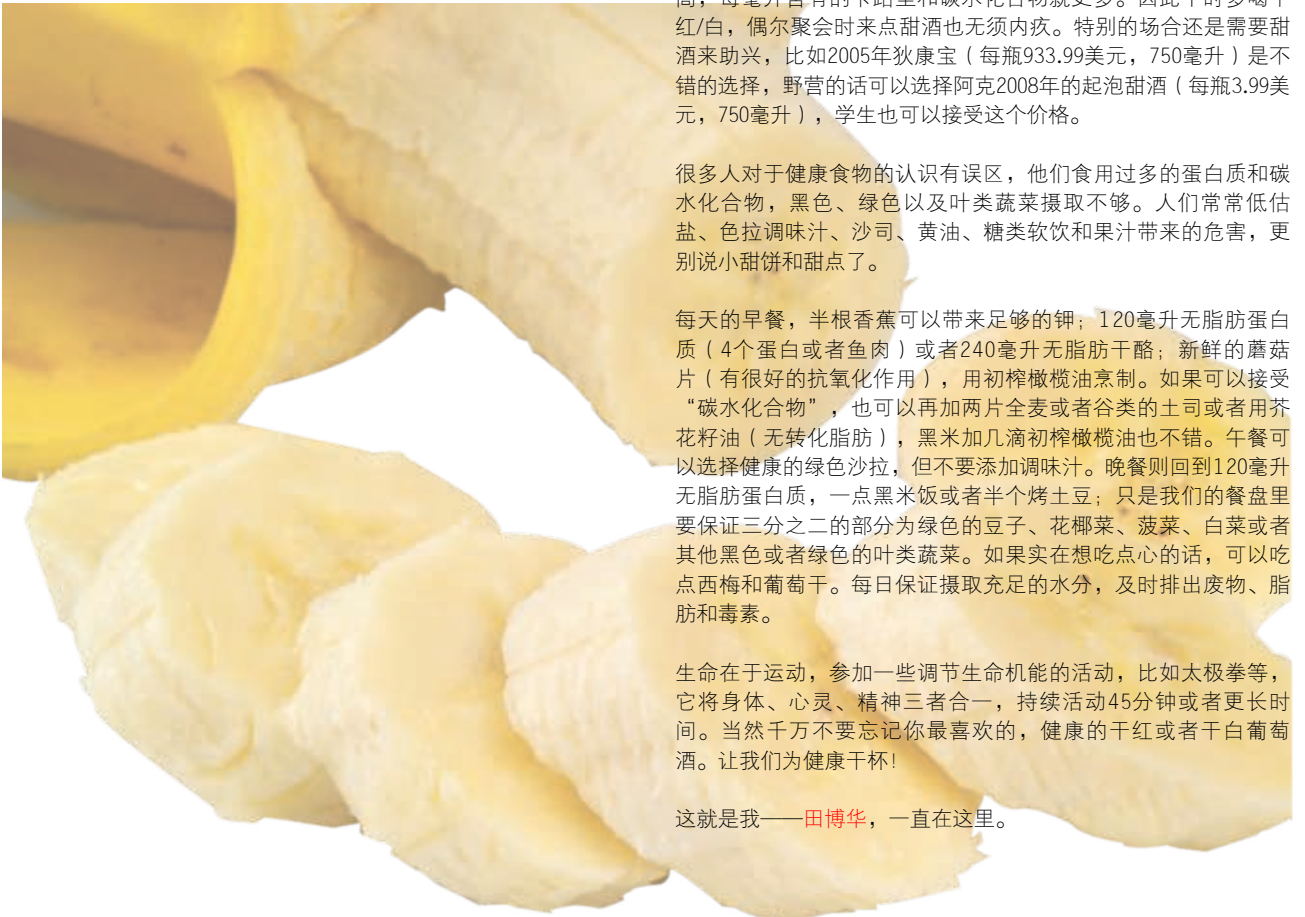 高，每毫升含有的卡路里和碳水化合物就更多。因此平时多喝干
红/白，偶尔聚会时来点甜酒也无须内疚。特别的场合还是需要甜
酒来助兴，比如2005年狄康宝（每瓶933.99美元，750毫升）是不
错的选择，野营的话可以选择阿克2008年的起泡甜酒（每瓶3.99美
元，750毫升），学生也可以接受这个价格。
很多人对于健康食物的认识有误区，他们食用过多的蛋白质和碳
水化合物，黑色、绿色以及叶类蔬菜摄取不够。人们常常低估
盐、色拉调味汁、沙司、黄油、糖类软饮和果汁带来的危害，更
别说小甜饼和甜点了。
每天的早餐，半根香蕉可以带来足够的钾；120毫升无脂肪蛋白
质（4个蛋白或者鱼肉）或者240毫升无脂肪干酪；新鲜的蘑菇
片（有很好的抗氧化作用），用初榨橄榄油烹制。如果可以接受
“碳水化合物”，也可以再加两片全麦或者谷类的土司或者用芥
花籽油（无转化脂肪），黑米加几滴初榨橄榄油也不错。午餐可
以选择健康的绿色沙拉，但不要添加调味汁。晚餐则回到120毫升
无脂肪蛋白质，一点黑米饭或者半个烤土豆；只是我们的餐盘里
要保证三分之二的部分为绿色的豆子、花椰菜、菠菜、白菜或者
其他黑色或者绿色的叶类蔬菜。如果实在想吃点心的话，可以吃
点西梅和葡萄干。每日保证摄取充足的水分，及时排出废物、脂
肪和毒素。
生命在于运动，参加一些调节生命机能的活动，比如太极拳等，
它将身体、心灵、精神三者合一，持续活动45分钟或者更长时
间。当然千万不要忘记你最喜欢的，健康的干红或者干白葡萄
酒。让我们为健康干杯！
这就是我——田博华，一直在这里。